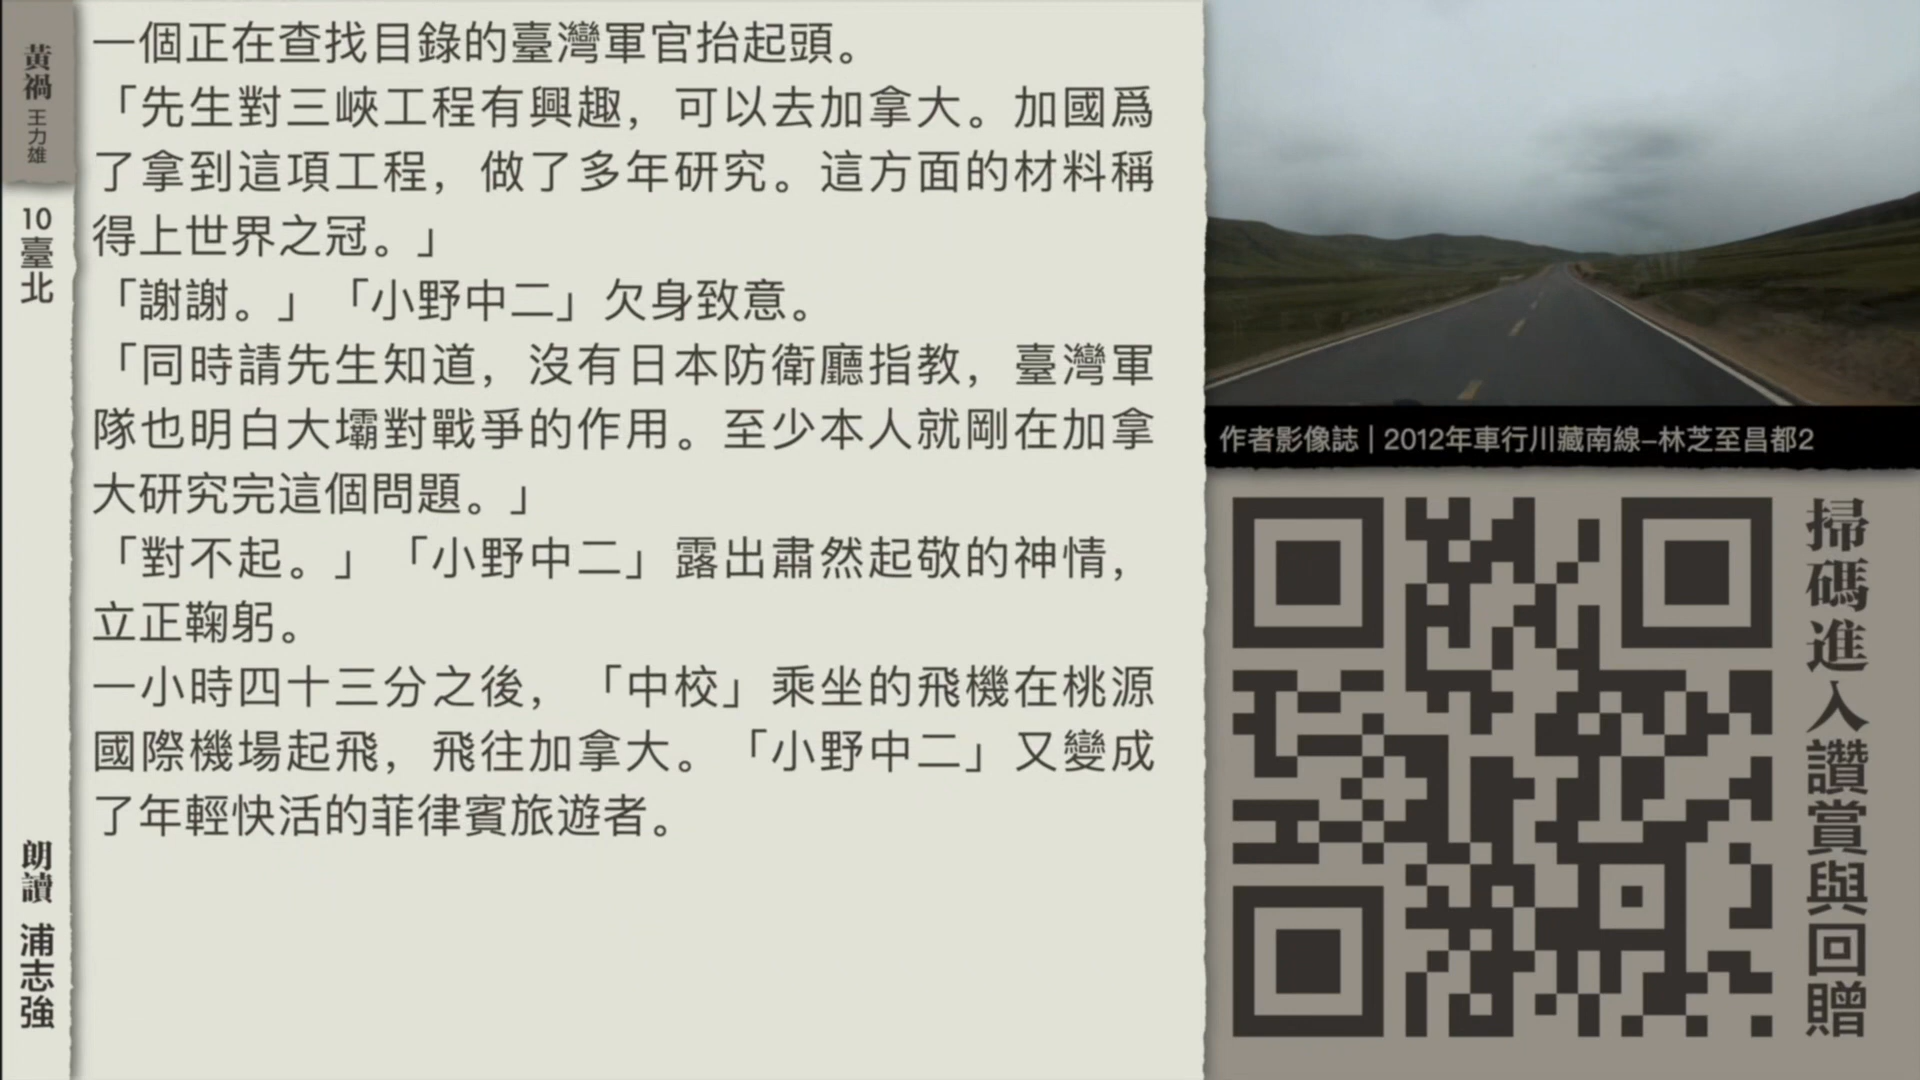 黃禍 王力雄
10臺北
朗讀 浦志強
一個正在查找目錄的臺灣軍官抬起頭。
「先生對三峽工程有興趣，可以去加拿大。加國爲
了拿到這項工程，做了多年研究。這方面的材料稱
得上世界之冠。」
「謝謝。」「小野中二」欠身致意。
「同時請先生知道，沒有日本防衛廳指教，臺灣軍
隊也明白大壩對戰爭的作用。至少本人就剛在加拿
大研究完這個問題。」
「對不起。」「小野中二」露出肅然起敬的神情，
立正鞠躬。
一小時四十三分之後，「中校」乘坐的飛機在桃源
國際機場起飛，飛往加拿大。「小野中二」又變成
了年輕快活的菲律賓旅遊者。
作者影像誌｜2012年車行川藏南線–林芝至昌都2
掃碼進入讚賞與回贈